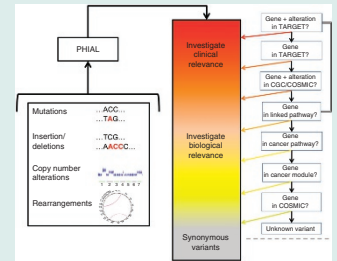 PHIAL
Mutations
...ACC...
...TAG...
Insertion/
deletions
...TCG...
...AACCC...
Copy number
alterations
1 2 3 4 5 6 7
Rearrangements
Investigate
clinical
relevance
Investigate
biological
relevance
Synonymous
variants
Gene + alteration
in TARGET?
Gene
in TARGET?
Gene + alteration
in CGC/COSMIC?
Gene
in linked pathway?
Gene
in cancer pathway?
Gene
in cancer module?
Gene
in COSMIC?
Unknown variant